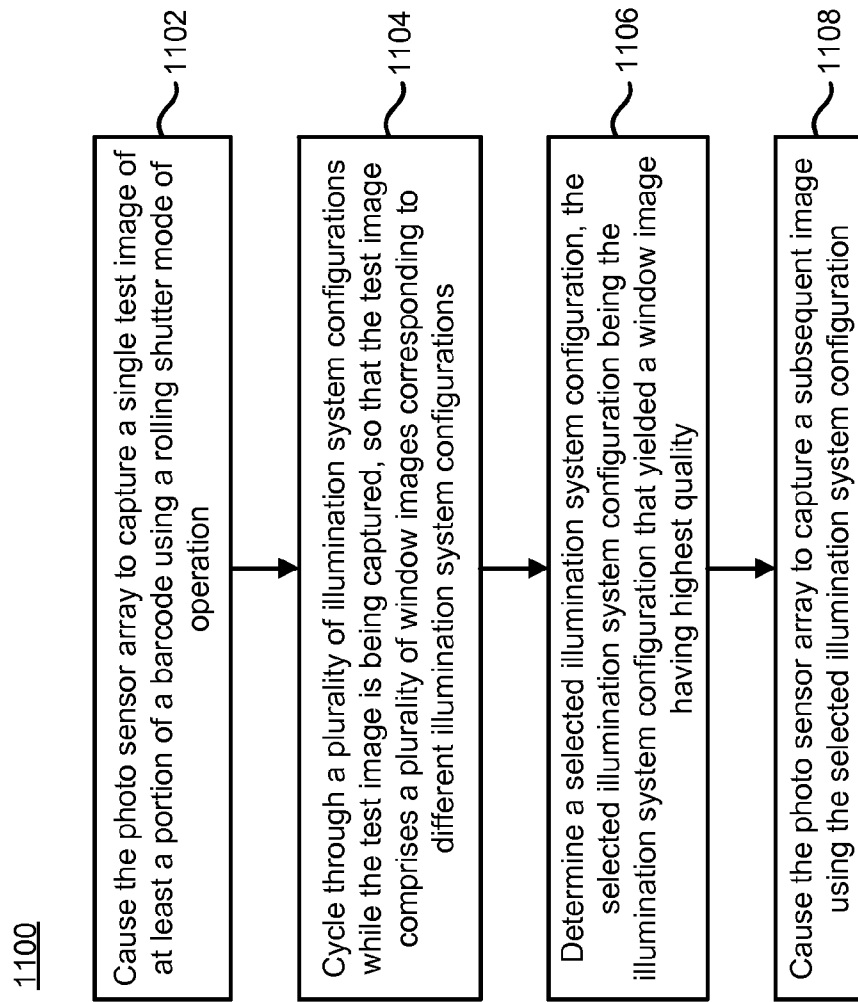 1100
Cause the photo sensor array to capture a single test image of
at least a portion of a barcode using a rolling shutter mode of
operation
1102
Cycle through a plurality of illumination system configurations
while the test image is being captured, so that the test image
comprises a plurality of window images corresponding to
different illumination system configurations
1104
Determine a selected illumination system configuration, the
selected illumination system configuration being the
illumination system configuration that yielded a window image
having highest quality
1106
Cause the photo sensor array to capture a subsequent image
using the selected illumination system configuration
1108